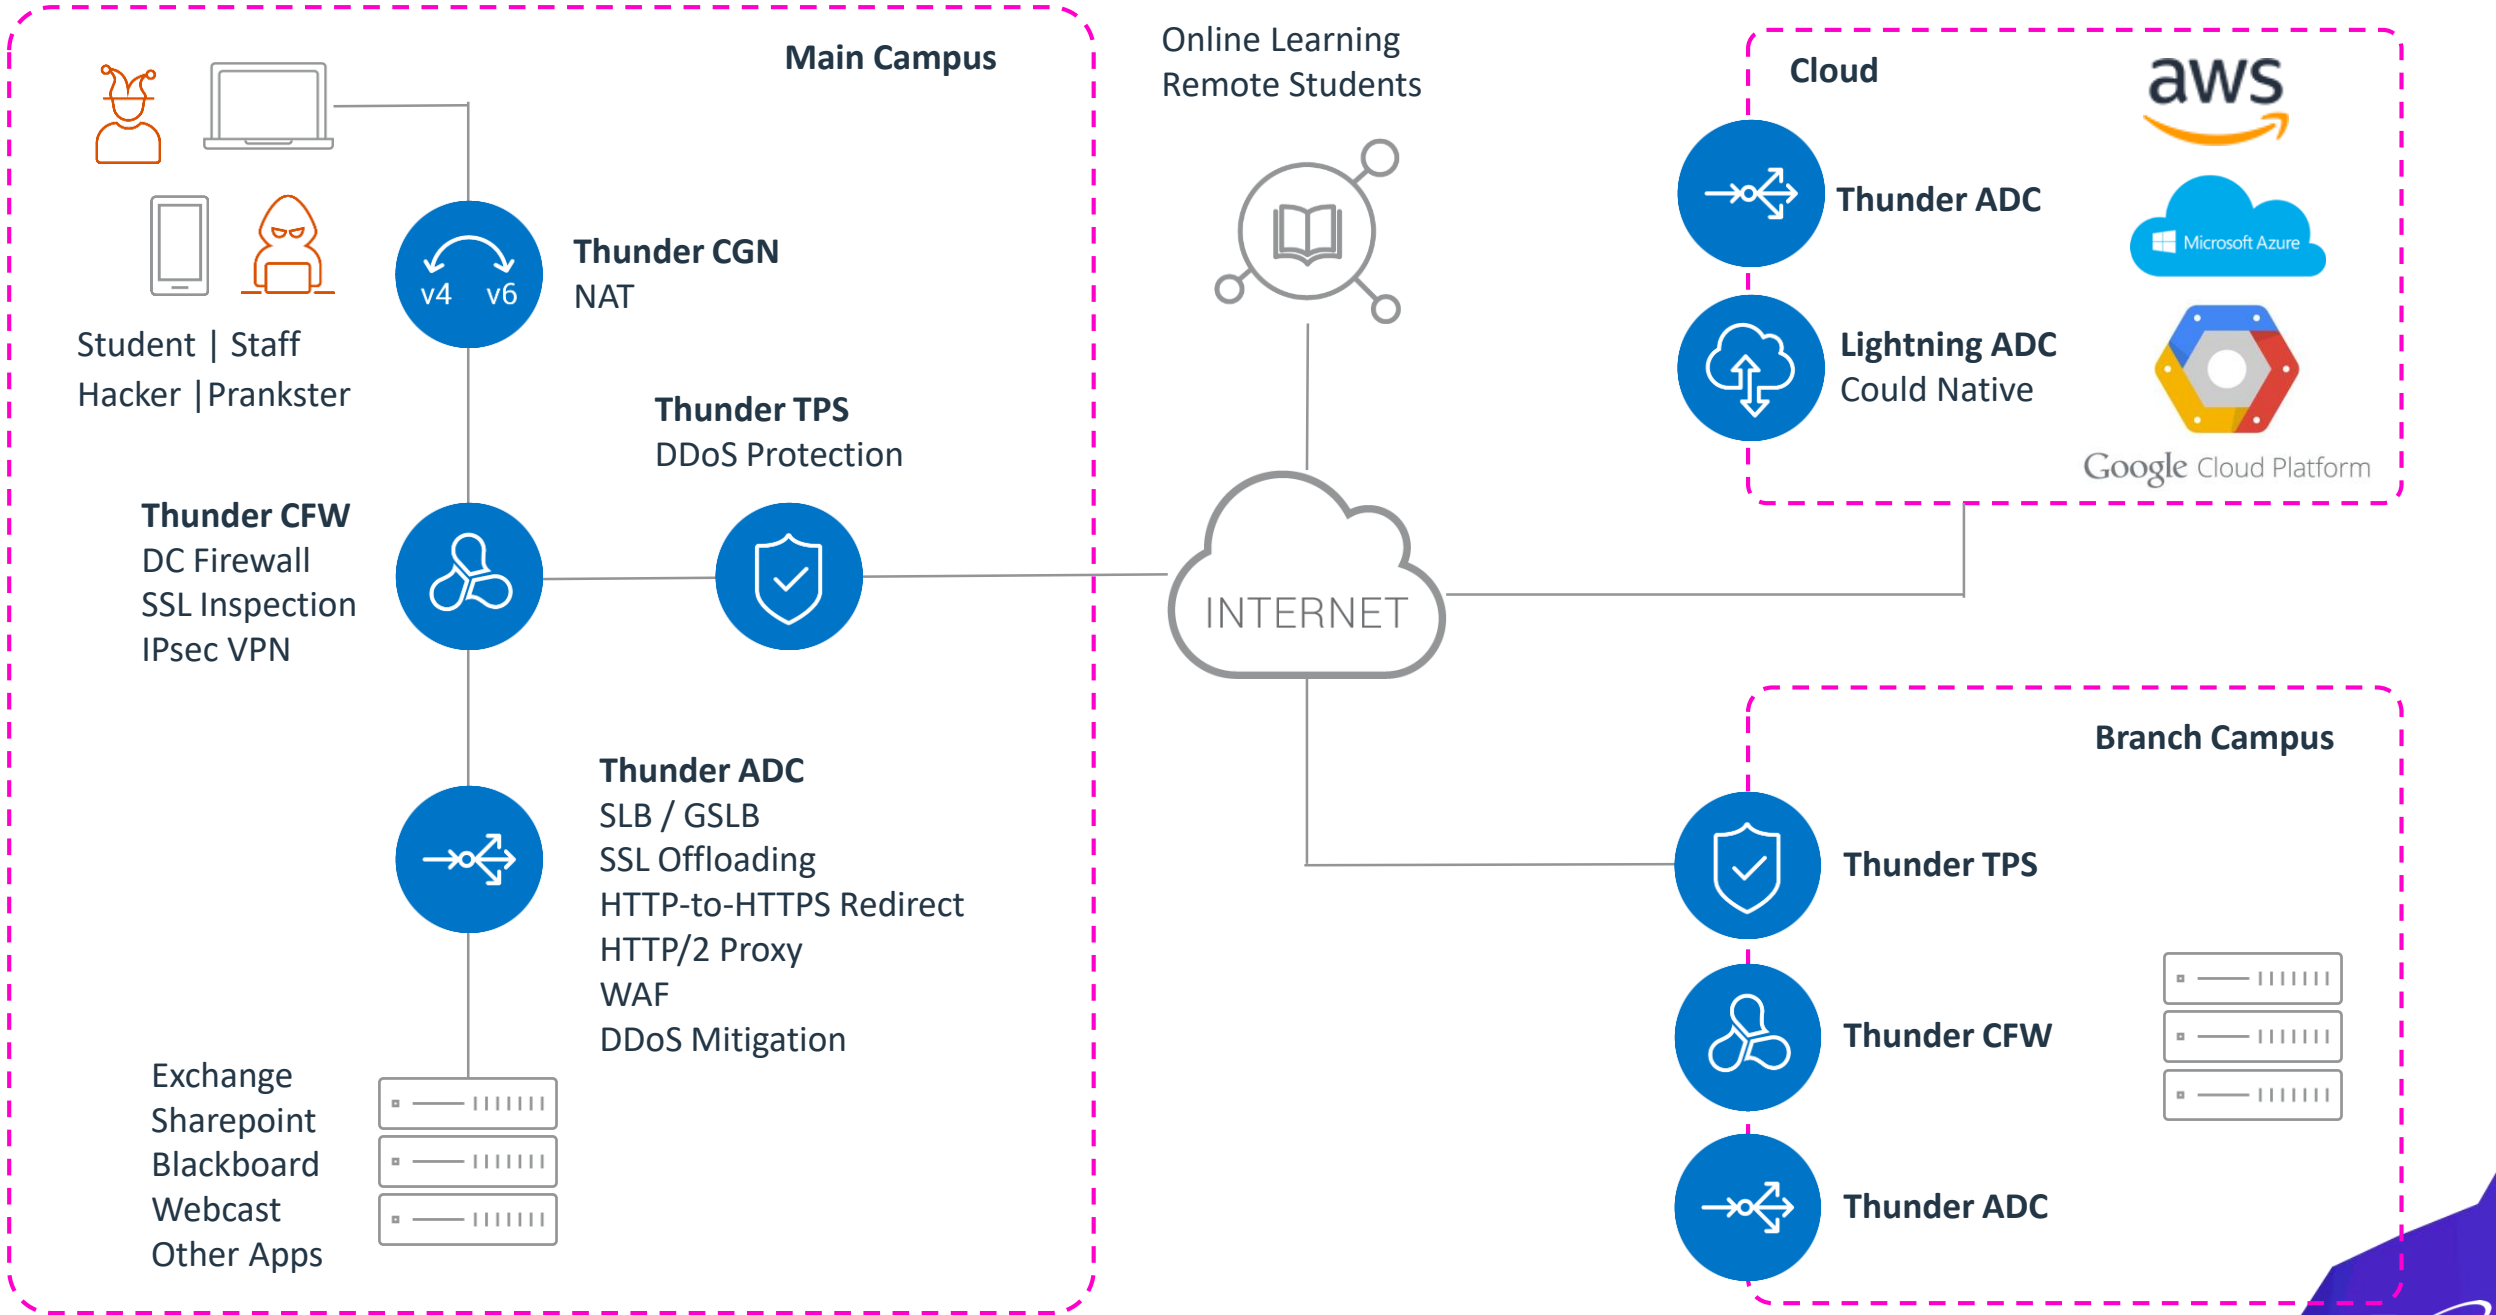 Main Campus
Student | Staff
Hacker |Prankster
v4 v6
Thunder CGN
NAT
Thunder TPS
DDoS Protection
Thunder CFW
DC Firewall
SSL Inspection
IPsec VPN
Thunder ADC
SLB / GSLB
SSL Offloading
HTTP-to-HTTPS Redirect
HTTP/2 Proxy
WAF
DDoS Mitigation
Exchange
Sharepoint
Blackboard
Webcast
Other Apps
Online Learning
Remote Students
INTERNET
Cloud
Thunder ADC
Lightning ADC
Could Native
aws
Microsoft Azure
Google Cloud Platform
Branch Campus
Thunder TPS
Thunder CFW
Thunder ADC